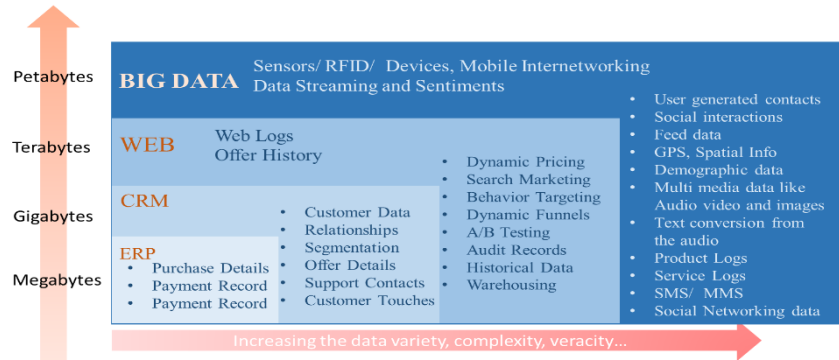 Petabytes
Terabytes
Gigabytes
Megabytes
BIG DATA
Sensors/ RFID/ Devices, Mobile Internetworking
Data Streaming and Sentiments
WEB
Web Logs
Offer History
CRM
ERP
• Purchase Details
• Payment Record
• Payment Record
• Customer Data
• Relationships
• Segmentation
• Offer Details
• Support Contacts
• Customer Touches
• Dynamic Pricing
• Search Marketing
• Behavior Targeting
• Dynamic Funnels
• A/B Testing
• Audit Records
• Historical Data
• Warehousing
• User generated contacts
• Social interactions
• Feed data
• GPS, Spatial Info
• Demographic data
• Multi media data like
Audio video and images
• Text conversion from
the audio
• Product Logs
• Service Logs
• SMS/ MMS
• Social Networking data
Increasing the data variety, complexity, veracity...